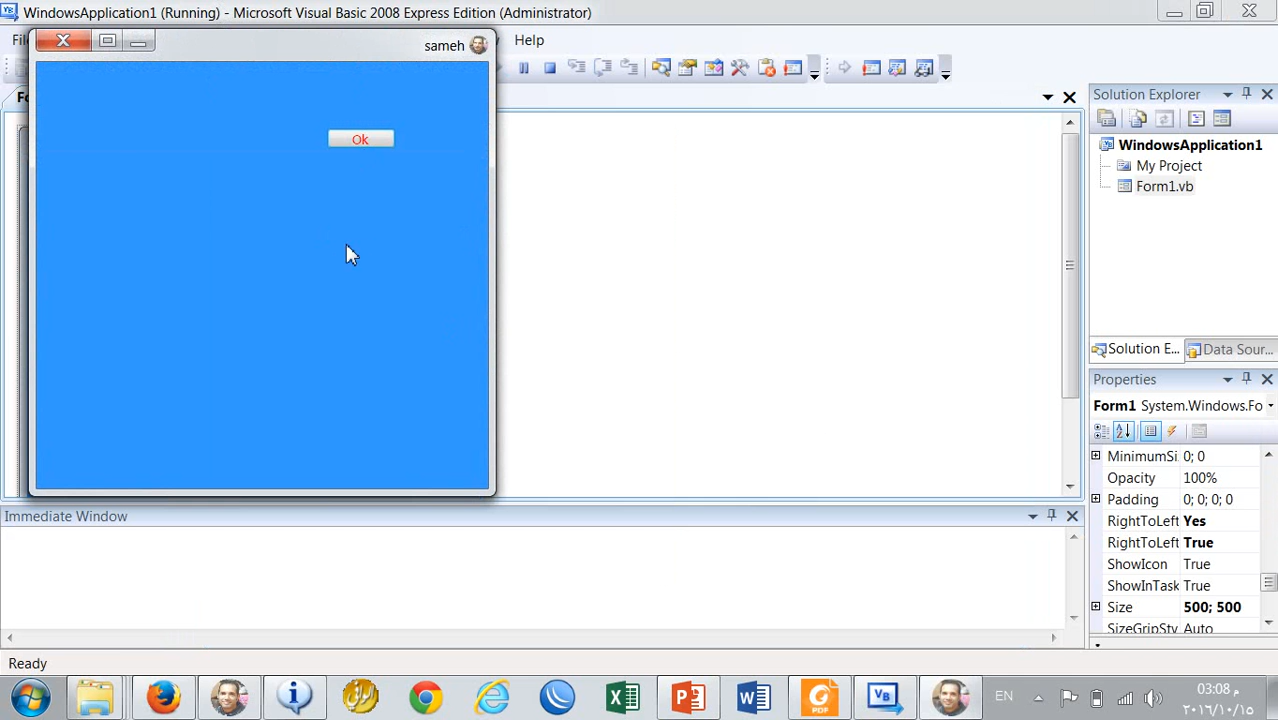 WindowsApplication1 (Running) - Microsoft Visual Basic 2008 Express Edition (Administrator)
Help
sameh
Ok
Solution Explorer
WindowsApplication1
My Project
Form1.vb
Solution E...
Data Sour...
Properties
Form1 System.Windows.Fo
MinimumSi 0; 0
Opacity 100%
Padding 0; 0; 0; 0
RightToLeft Yes
RightToLeft True
ShowIcon True
ShowInTask True
Size 500; 500
SizeGripSty Auto
Immediate Window
Ready
EN
03:08 م
٢٠١٦/١٠/١٥